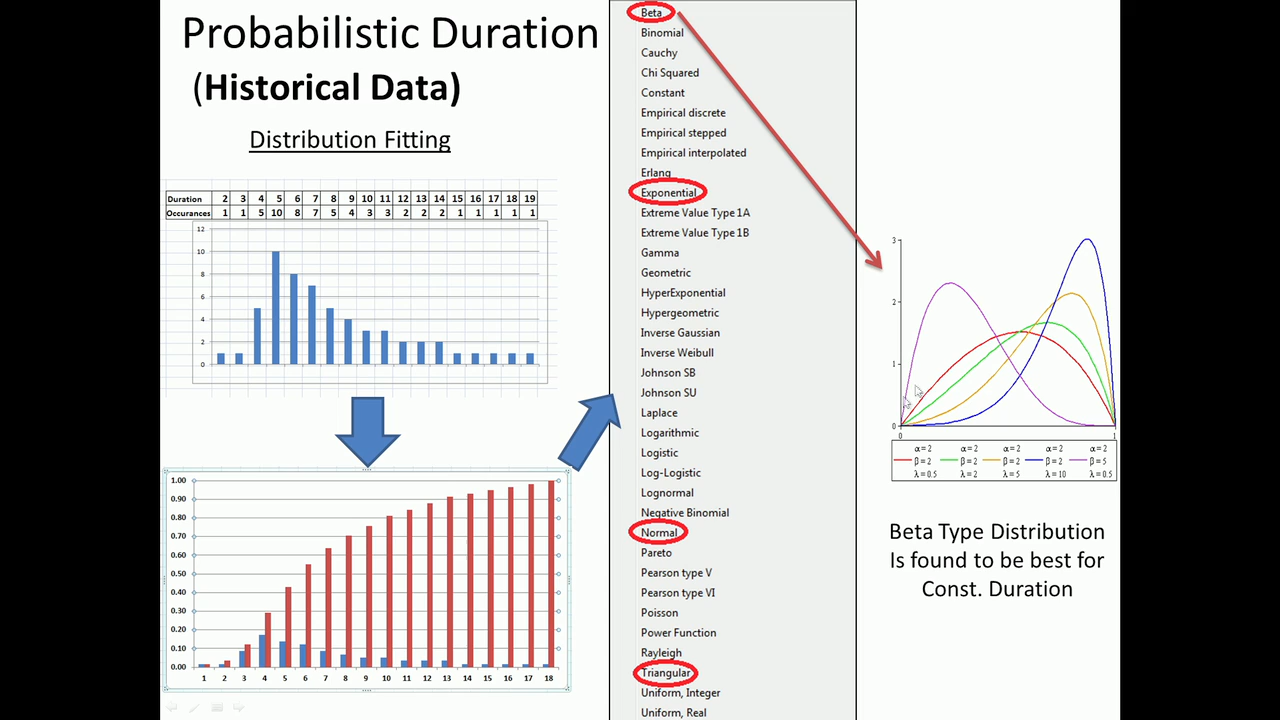 Probabilistic Duration
(Historical Data)
Distribution Fitting
Duration 2 3 4 5 6 7 8 9 10 11 12 13 14 15 16 17 18 19
Occurances 1 1 5 10 8 7 5 4 3 3 2 2 2 1 1 1 1 1
12
10
8
6
4
2
0
1.00
0.90
0.80
0.70
0.60
0.50
0.40
0.30
0.20
0.10
0.00
1 2 3 4 5 6 7 8 9 10 11 12 13 14 15 16 17 18
Beta
Binomial
Cauchy
Chi Squared
Constant
Empirical discrete
Empirical stepped
Empirical interpolated
Erlang
Exponential
Extreme Value Type 1A
Extreme Value Type 1B
Gamma
Geometric
HyperExponential
Hypergeometric
Inverse Gaussian
Inverse Weibull
Johnson SB
Johnson SU
Laplace
Logarithmic
Logistic
Log-Logistic
Lognormal
Negative Binomial
Normal
Pareto
Pearson type V
Pearson type VI
Poisson
Power Function
Rayleigh
Triangular
Uniform, Integer
Uniform, Real
3
2
1
0
0 1
α=2 α=2 α=2 α=2 α=2
β=2 β=2 β=2 β=2 β=5
λ=0.5 λ=2 λ=5 λ=10 λ=0.5
Beta Type Distribution
Is found to be best for
Const. Duration